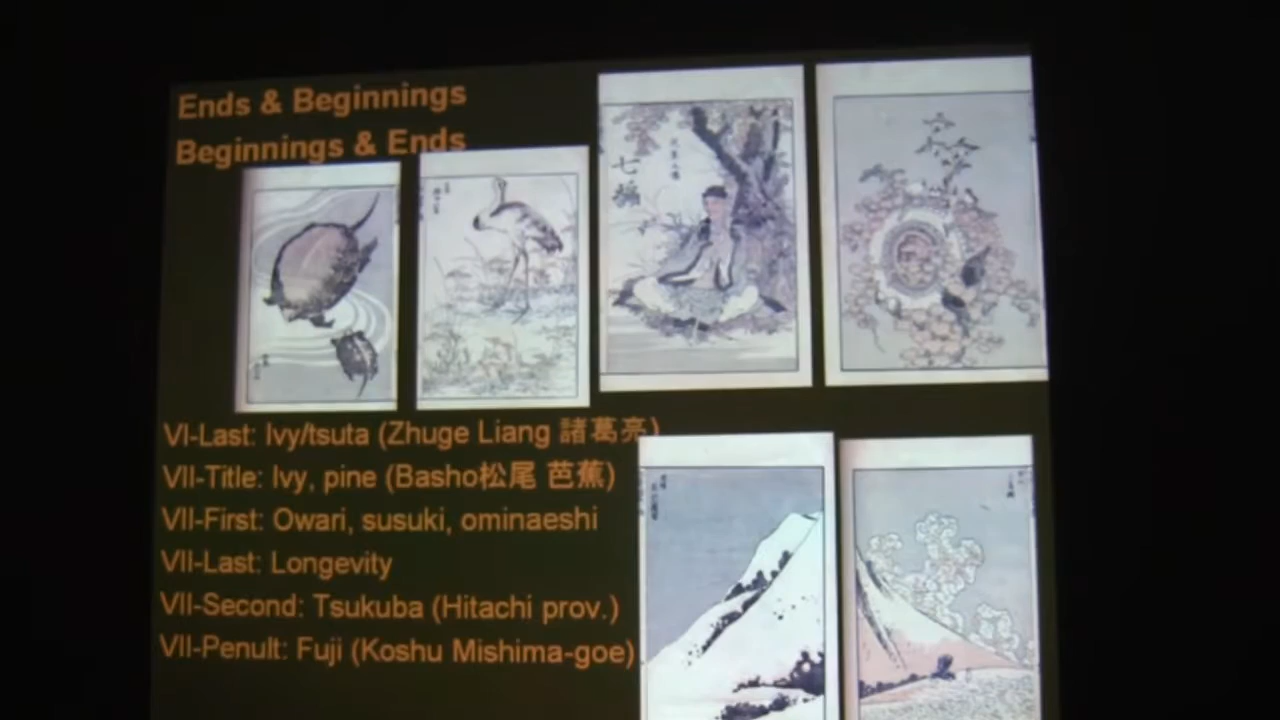 Ends & Beginnings
Beginnings & Ends
七編
VI-Last: Ivy/tsuta (Zhuge Liang 諸葛亮)
VII-Title: Ivy, pine (Basho松尾 芭蕉)
VII-First: Owari, susuki, ominaeshi
VII-Last: Longevity
VII-Second: Tsukuba (Hitachi prov.)
VII-Penult: Fuji (Koshu Mishima-goe)